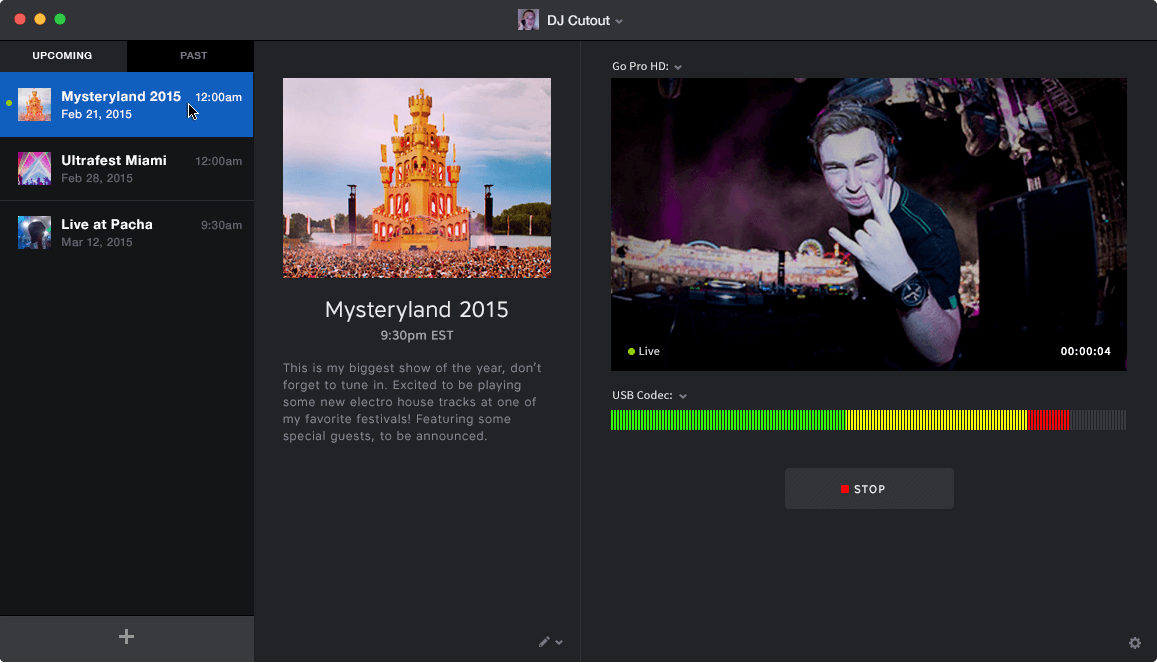 DJ Cutout
UPCOMING
PAST
Mysteryland 2015
12:00am
Feb 21, 2015
Ultrafest Miami
12:00am
Feb 28, 2015
Live at Pacha
9:30am
Mar 12, 2015
Mysteryland 2015
9:30pm EST
This is my biggest show of the year, don't
forget to tune in. Excited to be playing
some new electro house tracks at one of
my favorite festivals! Featuring some
special guests, to be announced.
Go Pro HD:
Live
00:00:04
USB Codec:
STOP